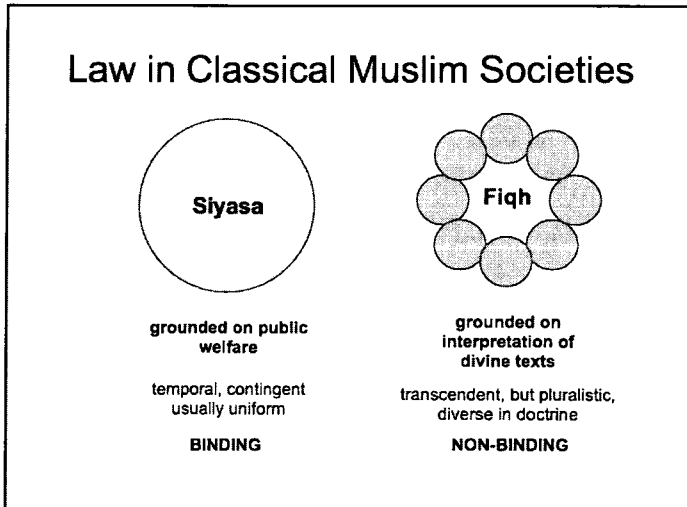 Law in Classical Muslim Societies
Siyasa
grounded on public
welfare
temporal, contingent
usually uniform
BINDING
Fiqh
grounded on
interpretation of
divine texts
transcendent, but pluralistic,
diverse in doctrine
NON-BINDING